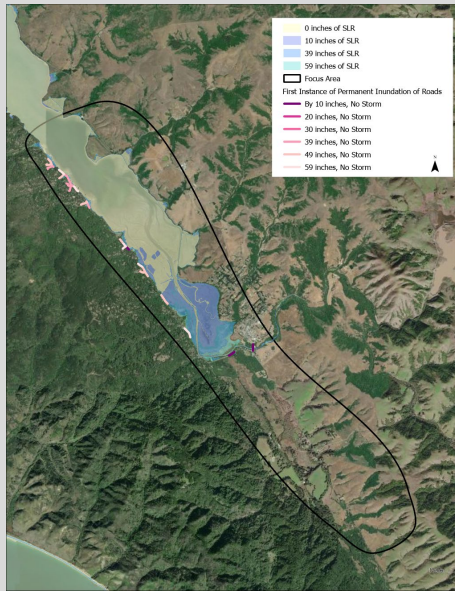 0 inches of SLR
10 inches of SLR
39 inches of SLR
59 inches of SLR
Focus Area
First Instance of Permanent Inundation of Roads
By 10 inches, No Storm
20 inches, No Storm
30 inches, No Storm
39 inches, No Storm
49 inches, No Storm
59 inches, No Storm
N